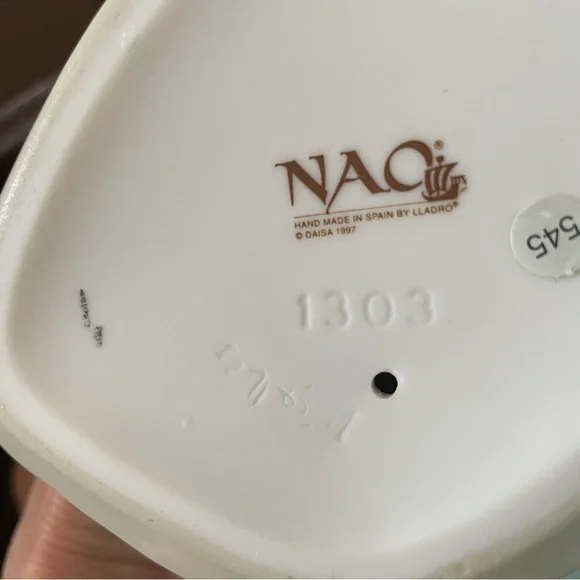 NAO®
HAND MADE IN SPAIN BY LLADRO®
© DAISA 1997
545
1303